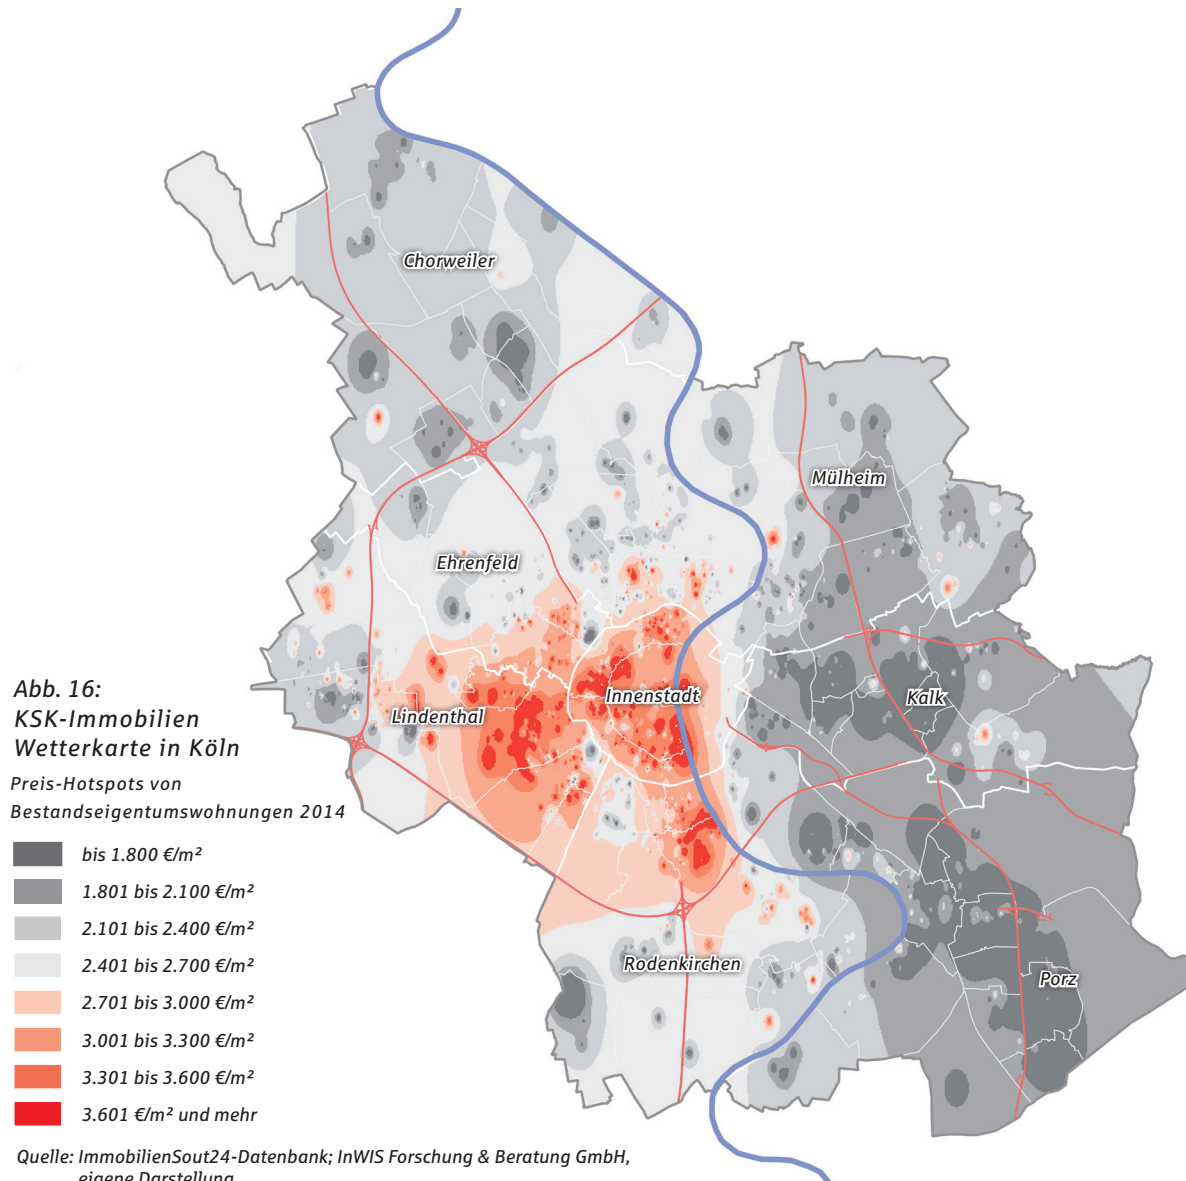 Chorweiler
Mülheim
Ehrenfeld
Innenstadt
Kalk
Lindenthal
Rodenkirchen
Porz
Abb. 16:
KSK-Immobilien
Wetterkarte in Köln
Preis-Hotspots von
Bestandseigentumswohnungen 2014
bis 1.800 €/m²
1.801 bis 2.100 €/m²
2.101 bis 2.400 €/m²
2.401 bis 2.700 €/m²
2.701 bis 3.000 €/m²
3.001 bis 3.300 €/m²
3.301 bis 3.600 €/m²
3.601 €/m² und mehr
Quelle: ImmobilienSout24-Datenbank; InWIS Forschung & Beratung GmbH,
eigene Darstellung